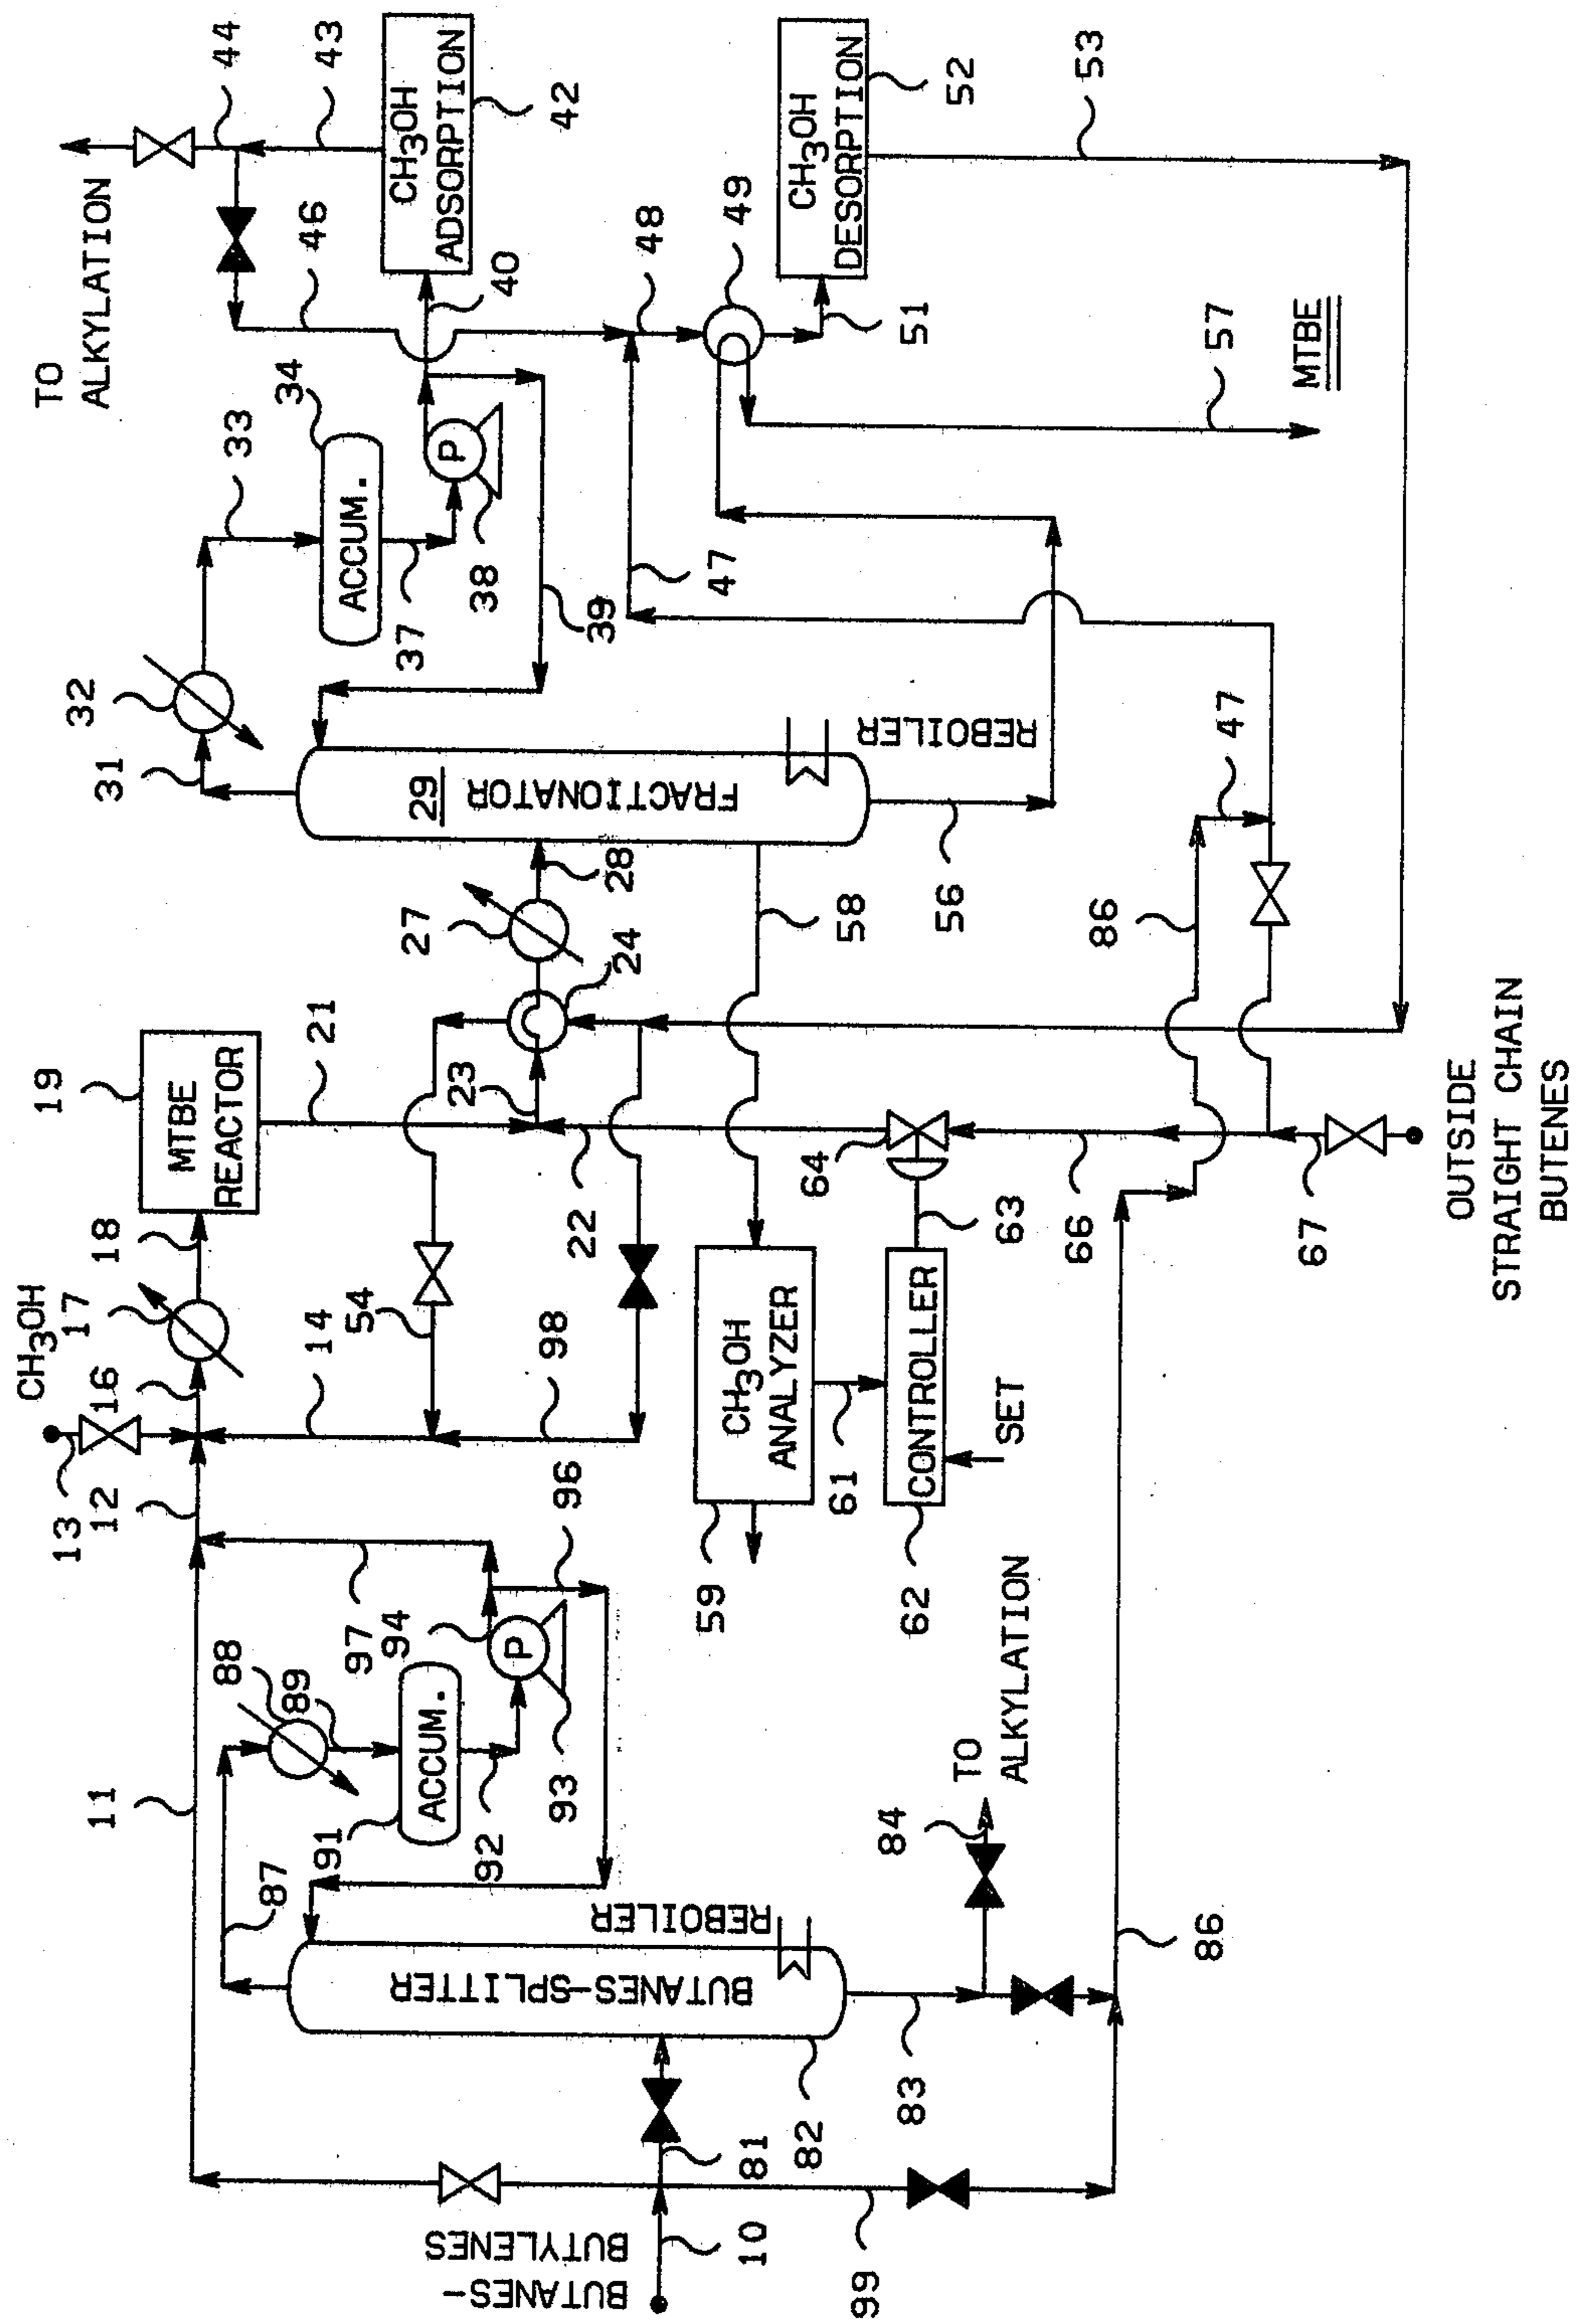 BUTANES-
BUTYLENES
10
99
81
82
BUTANES-SPLITTER
REBOILER
83
84
TO
ALKYLATION
86
87
88
89
91
ACCUM.
92
93
P
94
96
97
11
12
13
CH3OH
16
17
18
19
MTBE
REACTOR
14
54
98
21
22
23
24
27
28
59
CH3OH
ANALYZER
61
62
CONTROLLER
SET
63
64
66
67
OUTSIDE
STRAIGHT CHAIN
BUTENES
58
86
47
29
FRACTIONATOR
REBOILER
56
31
32
33
34
ACCUM.
37
38
P
39
40
TO
ALKYLATION
44
43
46
CH3OH
ADSORPTION
42
47
48
49
51
CH3OH
DESORPTION
52
53
57
MTBE